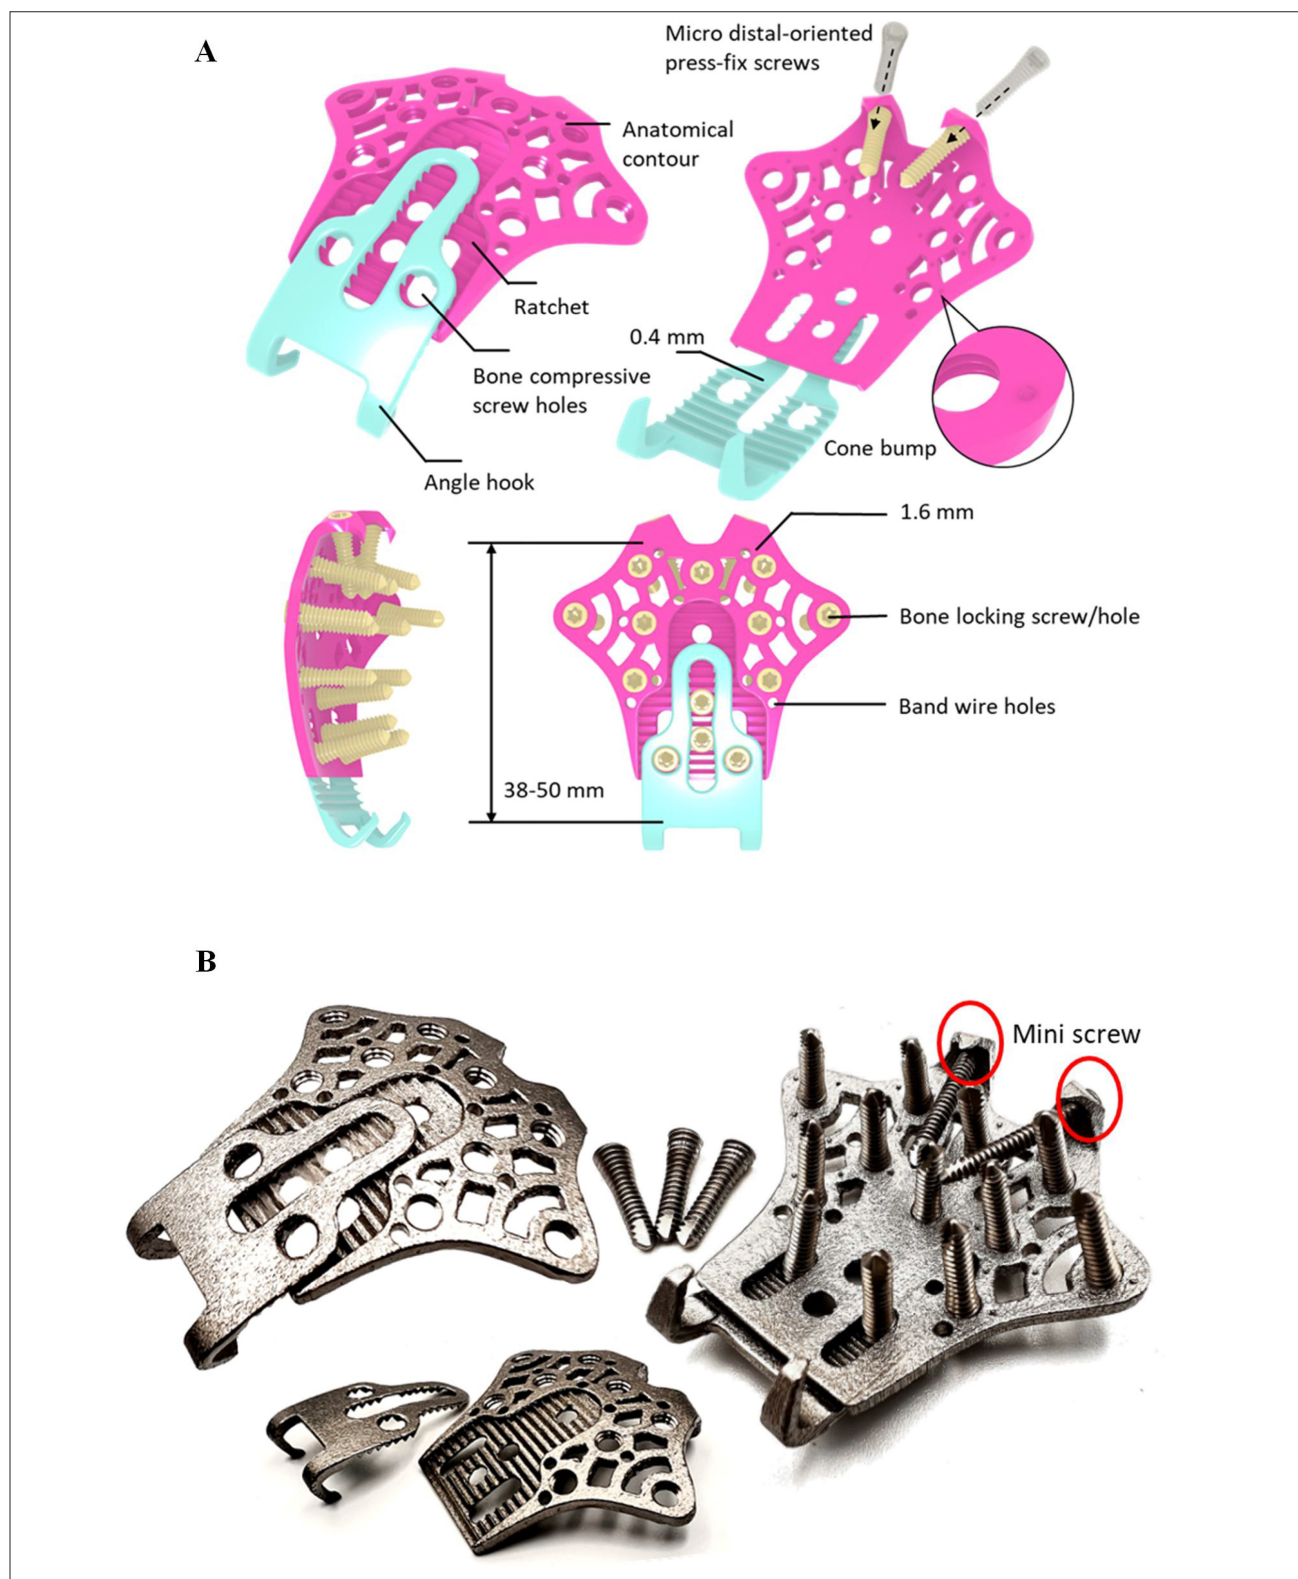 A
Micro distal-oriented
press-fix screws
Anatomical
contour
Ratchet
0.4 mm
Bone compressive
screw holes
Cone bump
Angle hook
1.6 mm
Bone locking screw/hole
Band wire holes
38-50 mm
B
Mini screw